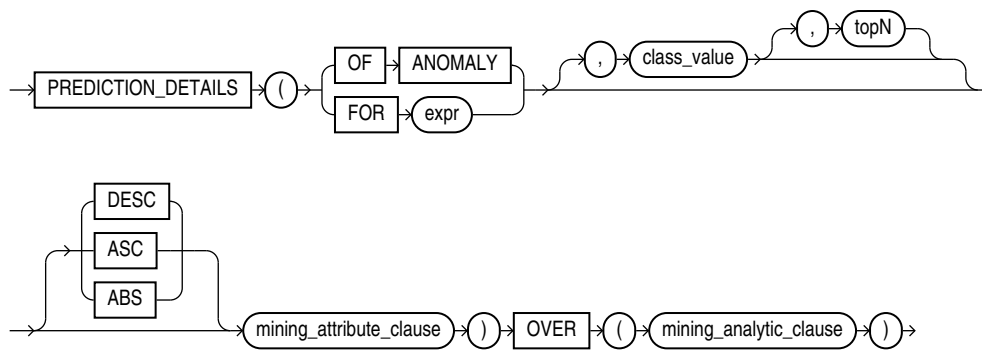 , topN
OF ANOMALY , class_value
PREDICTION_DETAILS (
FOR expr
DESC
ASC
ABS
mining_attribute_clause ) OVER ( mining_analytic_clause )